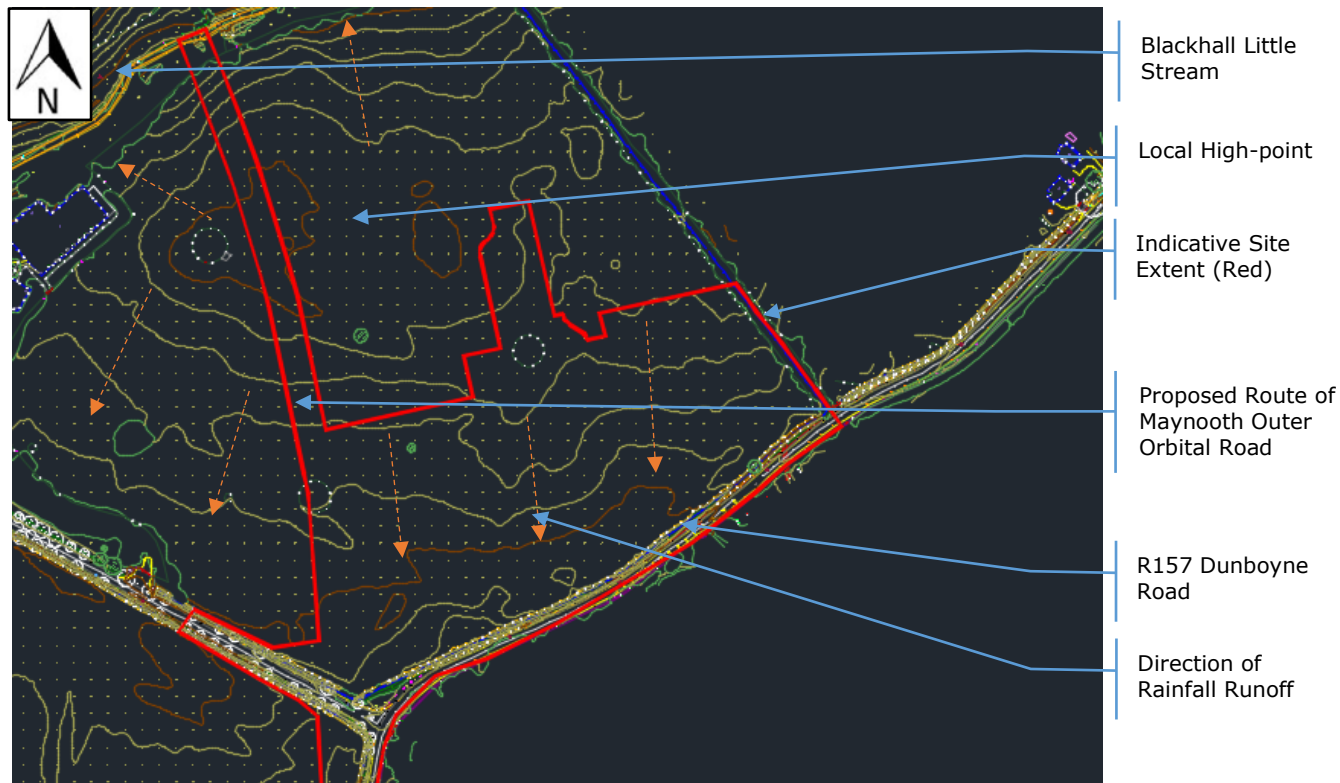 N
Blackhall Little
Stream
Local High-point
Indicative Site
Extent (Red)
Proposed Route of
Maynooth Outer
Orbital Road
R157 Dunboyne
Road
Direction of
Rainfall Runoff